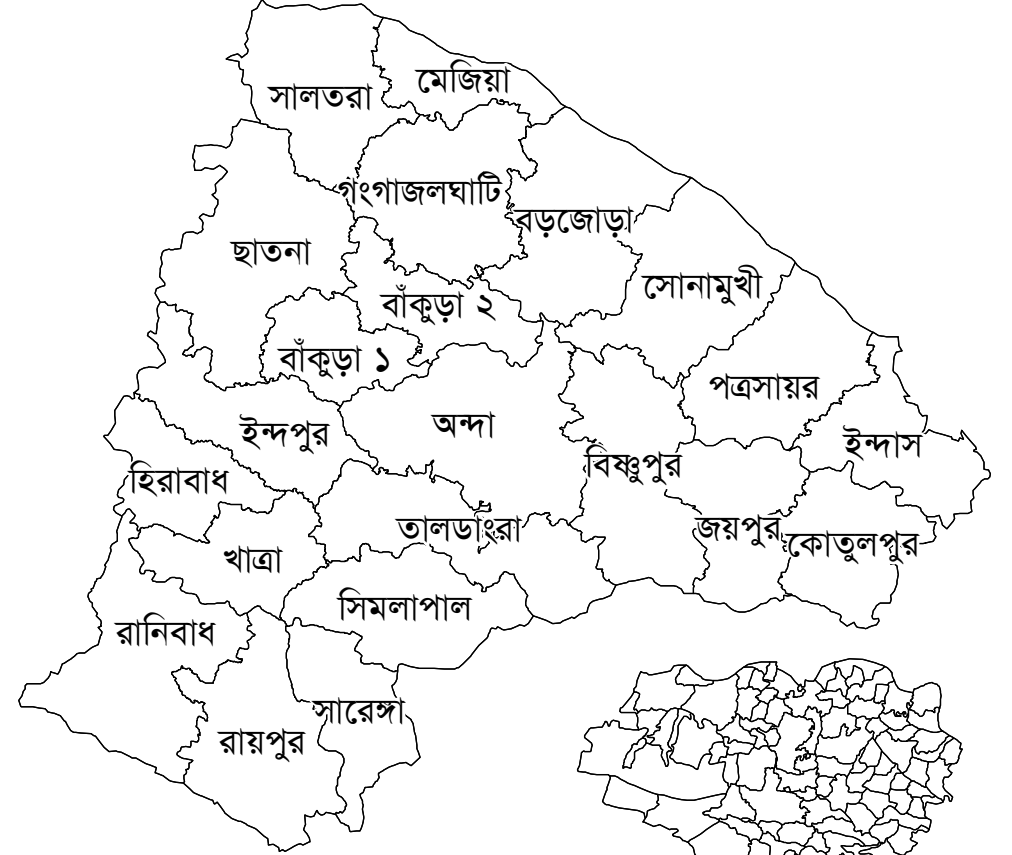 মেজিয়া
সালতরা
গংগাজলঘাটি
বড়জোড়া
ছাতনা
সোনামুখী
বাঁকুড়া ২
বাঁকুড়া ১
পত্রসায়র
অন্দা
ইন্দপুর
ইন্দাস
বিষ্ণুপুর
হিরাবাধ
তালডাংরা
জয়পুর
কোতুলপুর
খাত্রা
সিমলাপাল
রানিবাধ
সারেঙ্গা
রায়পুর